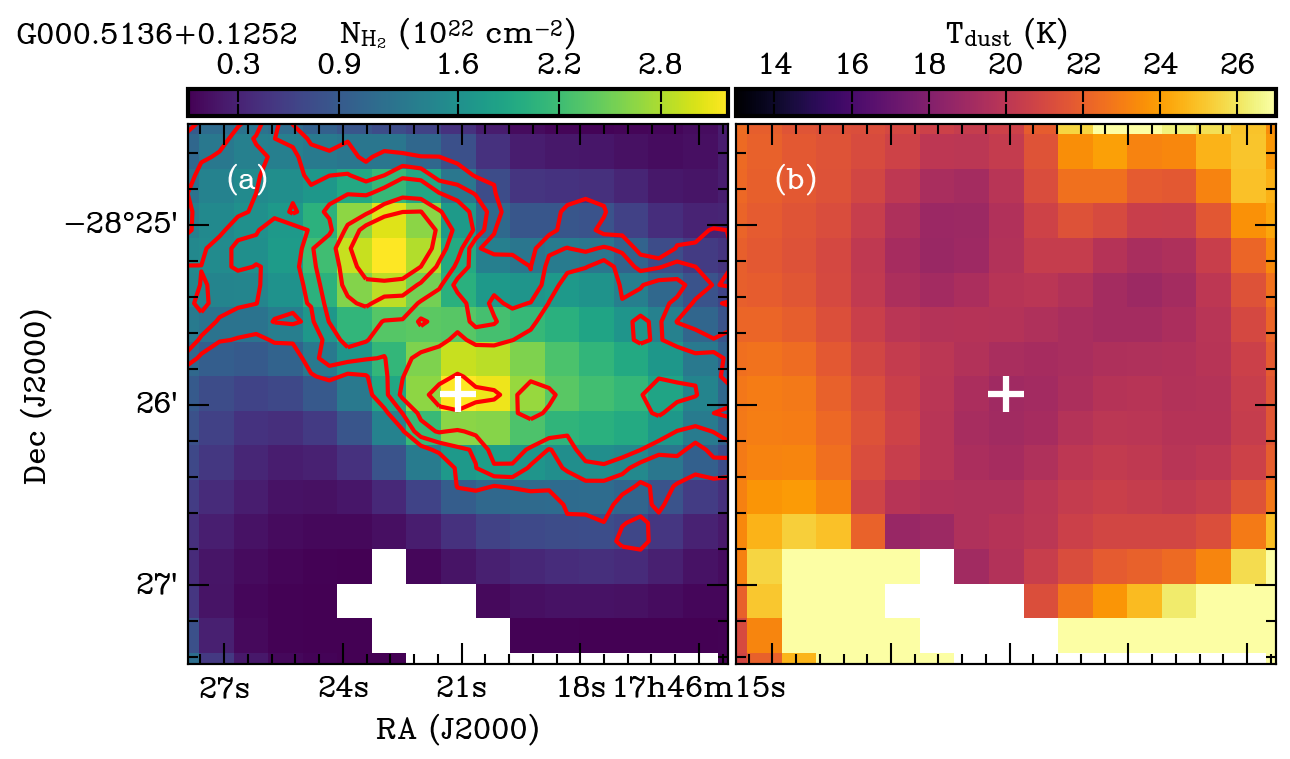 G000.5136+0.1252 N_H₂ (10²² cm⁻²) T_dust (K)
0.3 0.9 1.6 2.2 2.8 14 16 18 20 22 24 26
(a) (b)
−28°25'
26'
27'
Dec (J2000)
27s 24s 21s 18s 17h46m15s
RA (J2000)